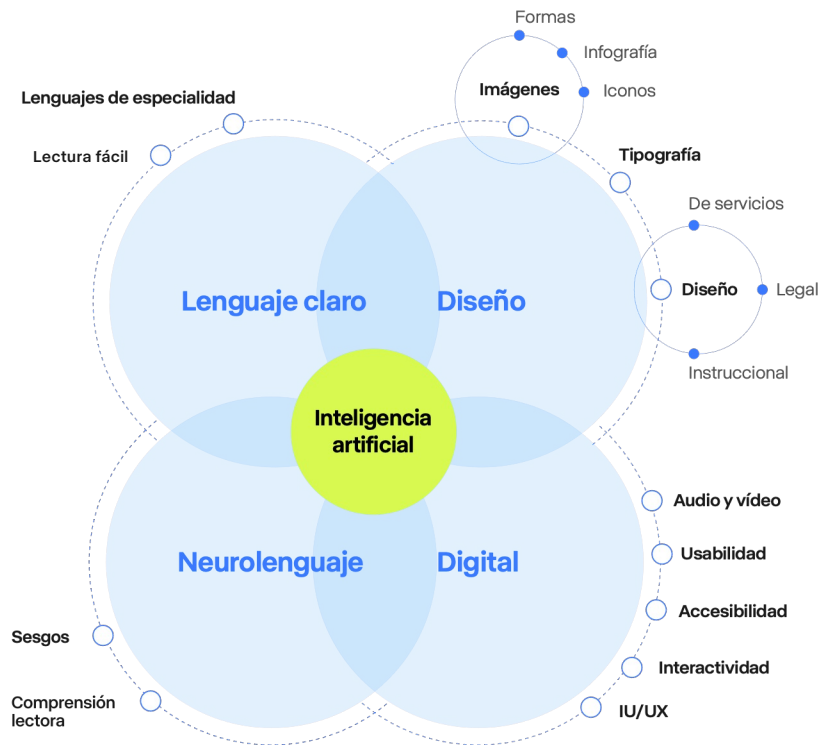 Formas
Infografía
Imágenes
Iconos
Lenguajes de especialidad
Lectura fácil
Tipografía
De servicios
Lenguaje claro
Diseño
Diseño
Legal
Instruccional
Inteligencia
artificial
Audio y vídeo
Neurolenguaje
Digital
Usabilidad
Accesibilidad
Sesgos
Interactividad
Comprensión
lectora
IU/UX